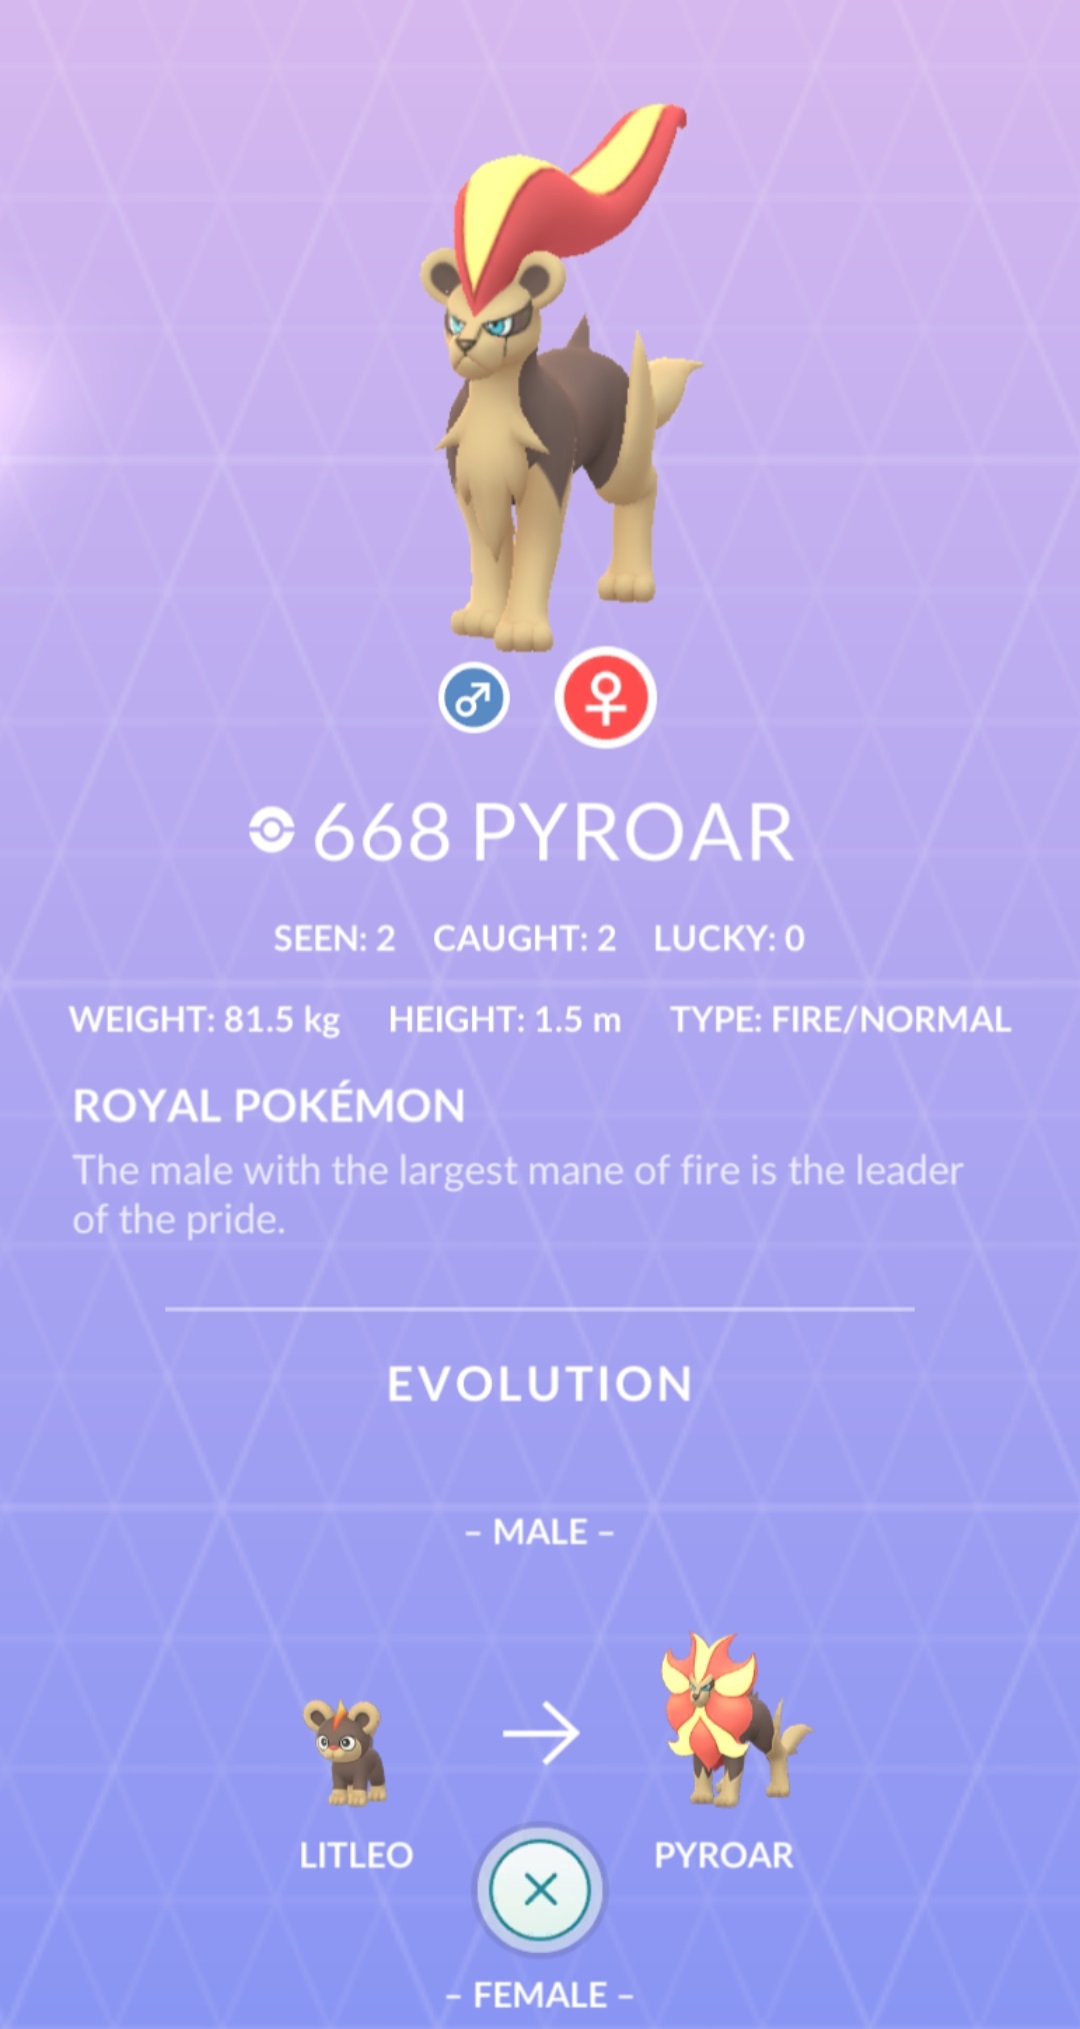 668 PYROAR
SEEN: 2 CAUGHT: 2 LUCKY: 0
WEIGHT: 81.5 kg HEIGHT: 1.5 m TYPE: FIRE/NORMAL
ROYAL POKÉMON
The male with the largest mane of fire is the leader
of the pride.
EVOLUTION
– MALE –
LITLEO PYROAR
– FEMALE –